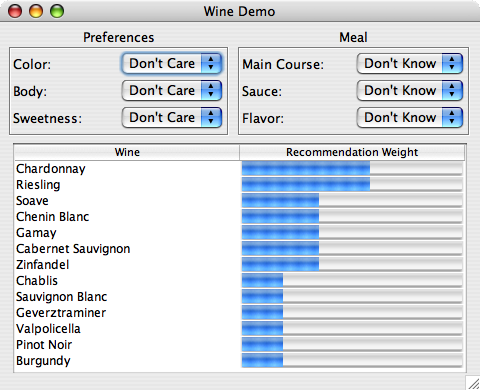 Wine Demo
Preferences
Color: Don't Care
Body: Don't Care
Sweetness: Don't Care
Meal
Main Course: Don't Know
Sauce: Don't Know
Flavor: Don't Know
Wine Recommendation Weight
Chardonnay
Riesling
Soave
Chenin Blanc
Gamay
Cabernet Sauvignon
Zinfandel
Chablis
Sauvignon Blanc
Geverztraminer
Valpolicella
Pinot Noir
Burgundy